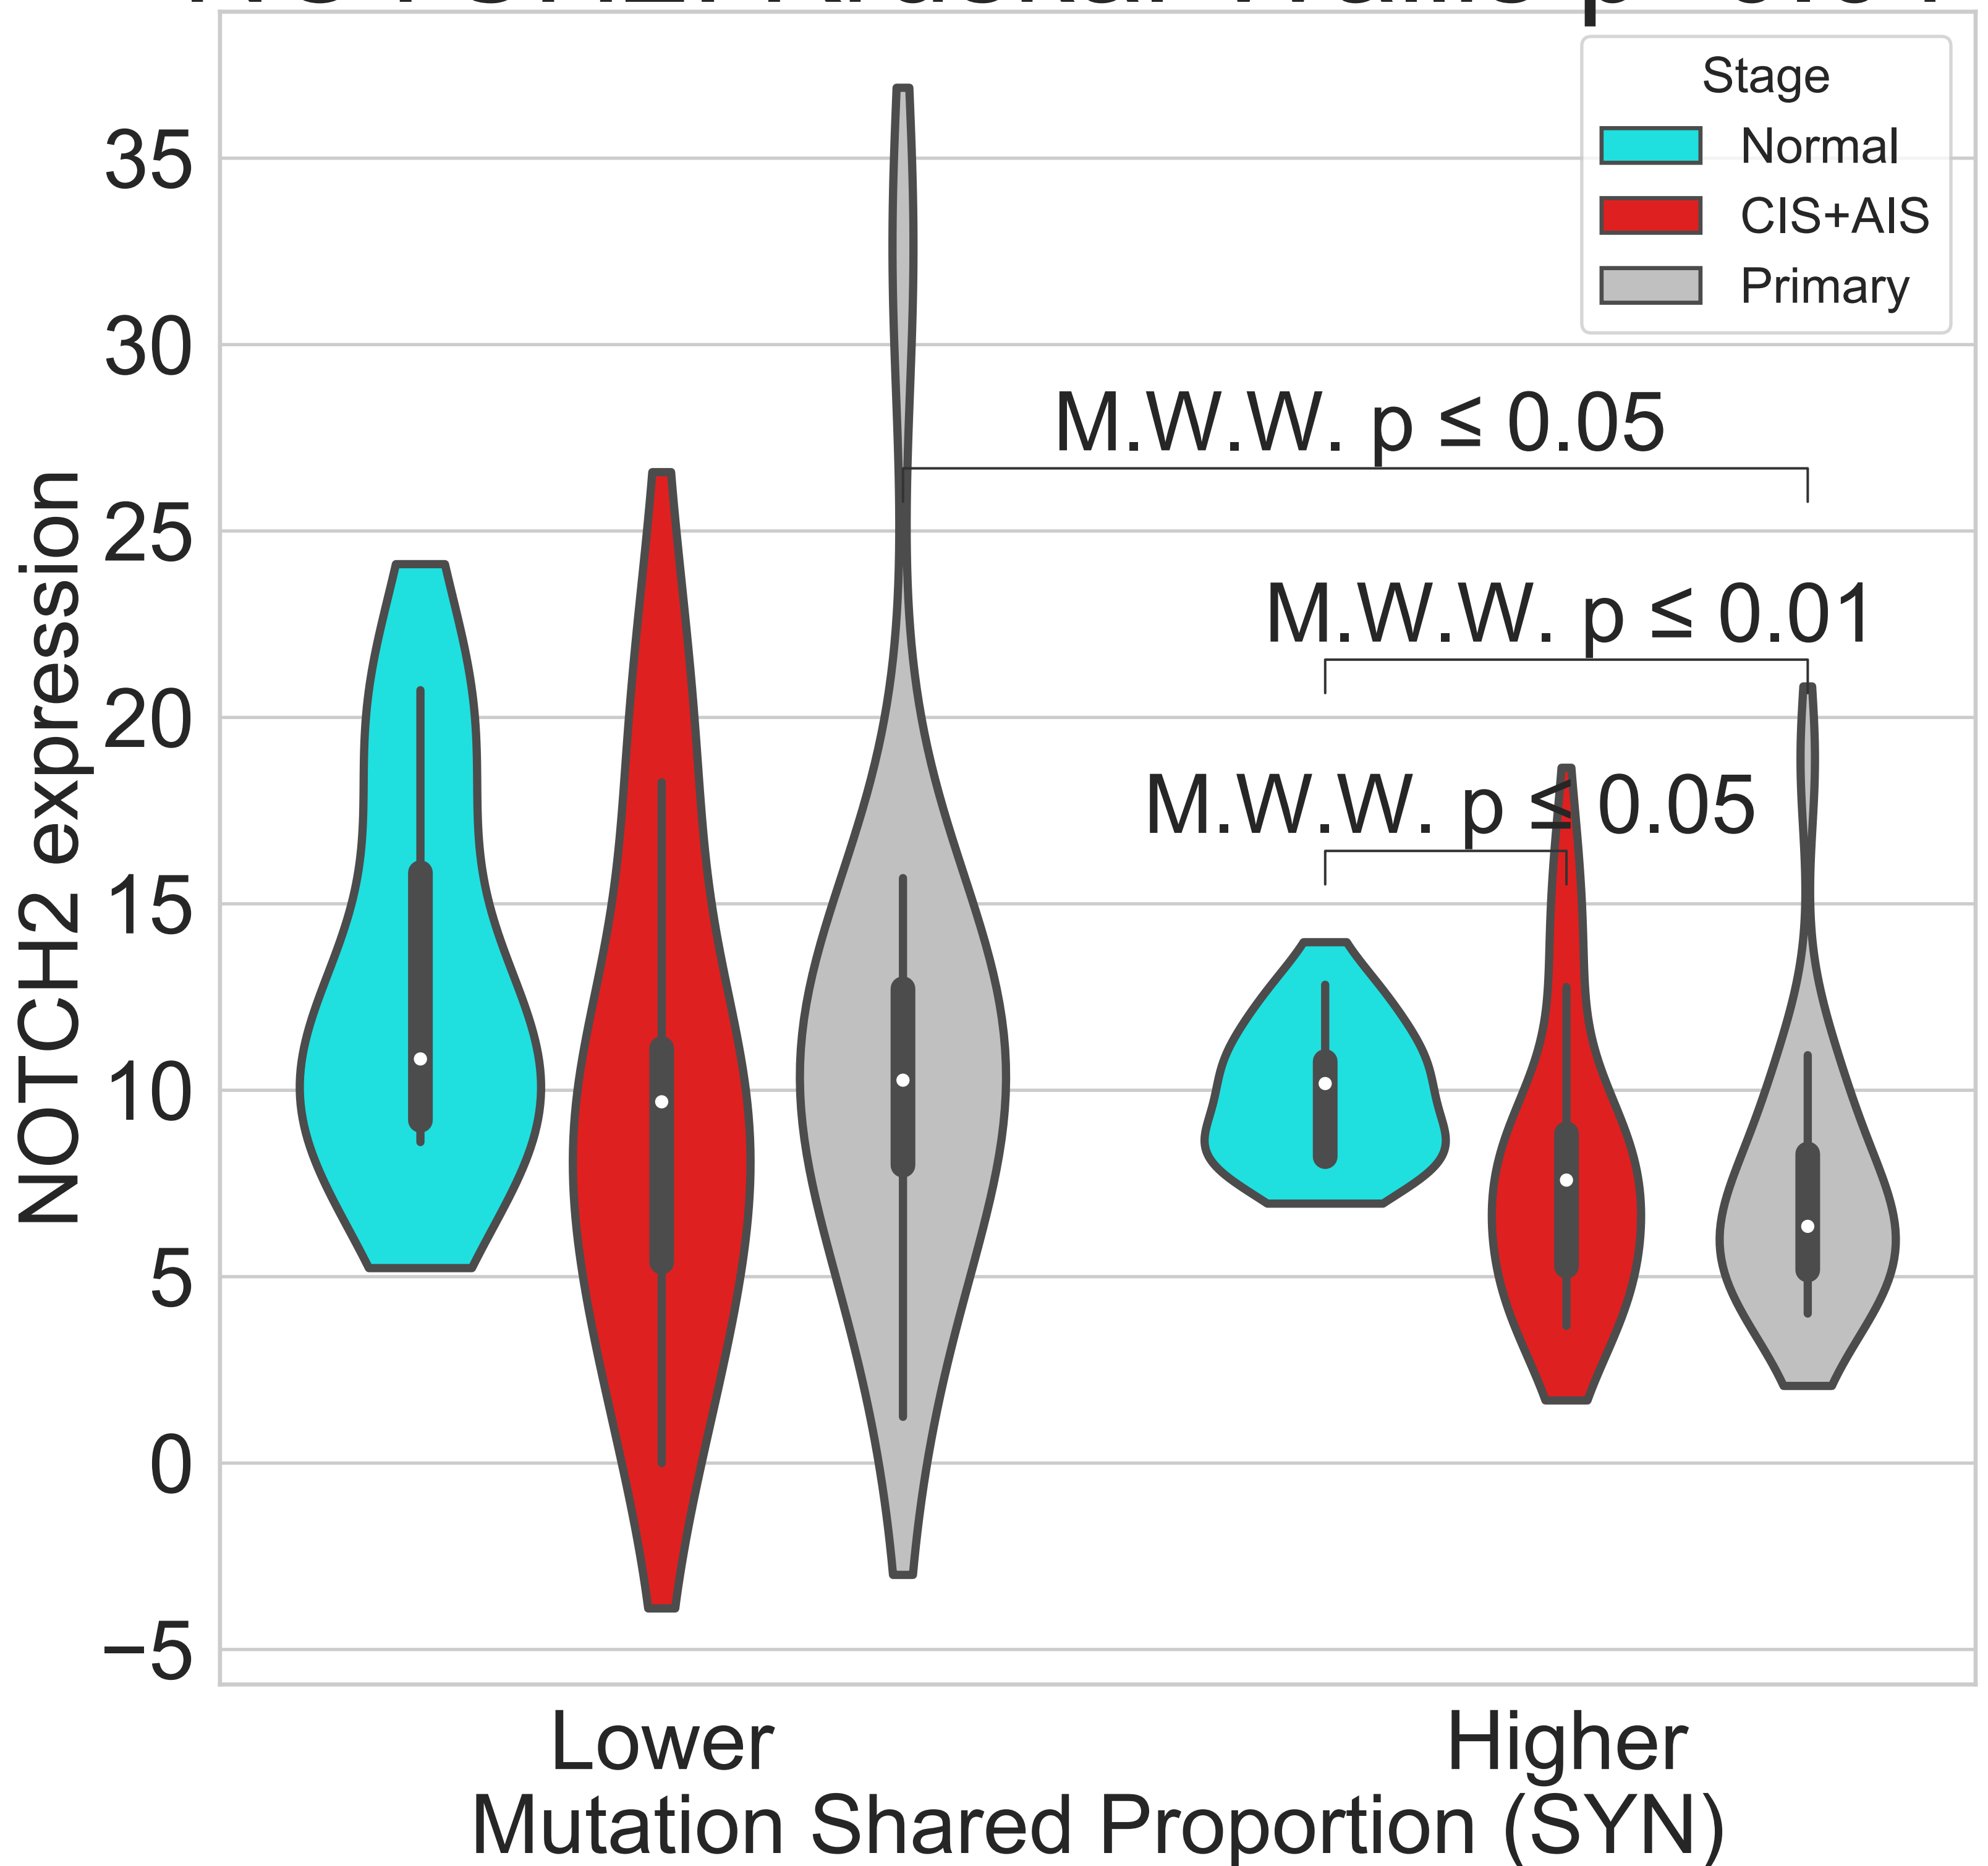 Stage
Normal
CIS+AIS
Primary
35
30
25
20
15
10
5
0
−5
NOTCH2 expression
M.W.W. p ≤ 0.05
M.W.W. p ≤ 0.01
M.W.W. p ≤ 0.05
Lower
Higher
Mutation Shared Proportion (SYN)